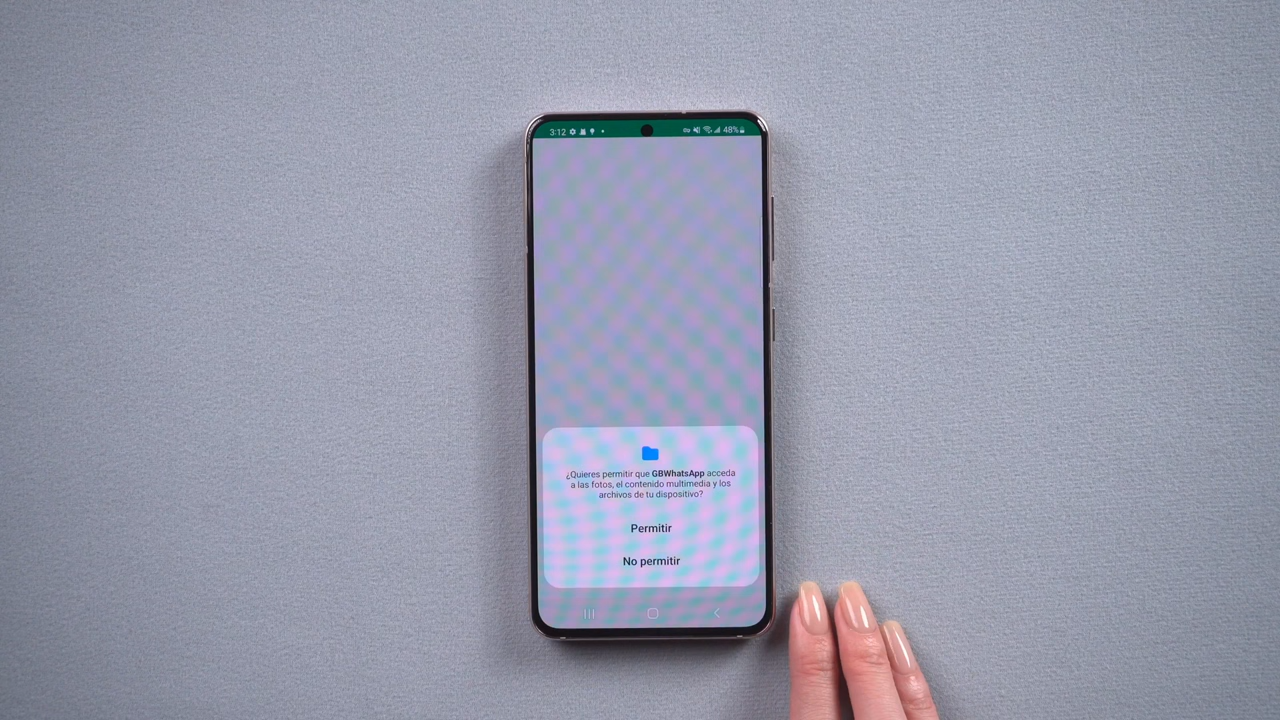 3:12 48%
¿Quieres permitir que GBWhatsApp acceda
a las fotos, el contenido multimedia y los
archivos de tu dispositivo?
Permitir
No permitir